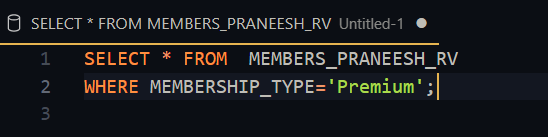 SELECT * FROM MEMBERS_PRANEESH_RV Untitled-1 ●
1 SELECT * FROM  MEMBERS_PRANEESH_RV
2 WHERE MEMBERSHIP_TYPE='Premium';
3